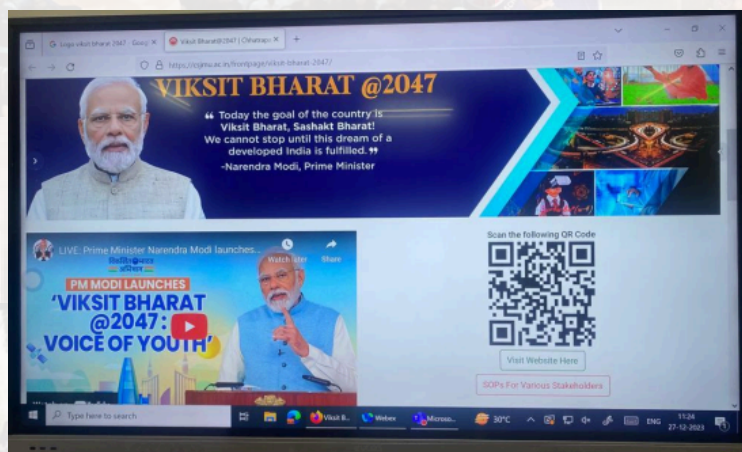 Logo viksit bharat 2047 - Goog
Viksit Bharat@2047 | Chhatrapa
https://csjmu.ac.in/frontpage/viksit-bharat-2047/
VIKSIT BHARAT @2047
❝ Today the goal of the country is
Viksit Bharat, Sashakt Bharat!
We cannot stop until this dream of a
developed India is fulfilled. ❞
-Narendra Modi, Prime Minister
LIVE: Prime Minister Narendra Modi launches...
Watch later
Share
PM MODI LAUNCHES
'VIKSIT BHARAT
@2047:
VOICE OF YOUTH'
Scan the following QR Code
Visit Website Here
SOPs For Various Stakeholders
Type here to search
Viksit B...
Webex
Microso...
30°C
ENG
11:24
27-12-2023